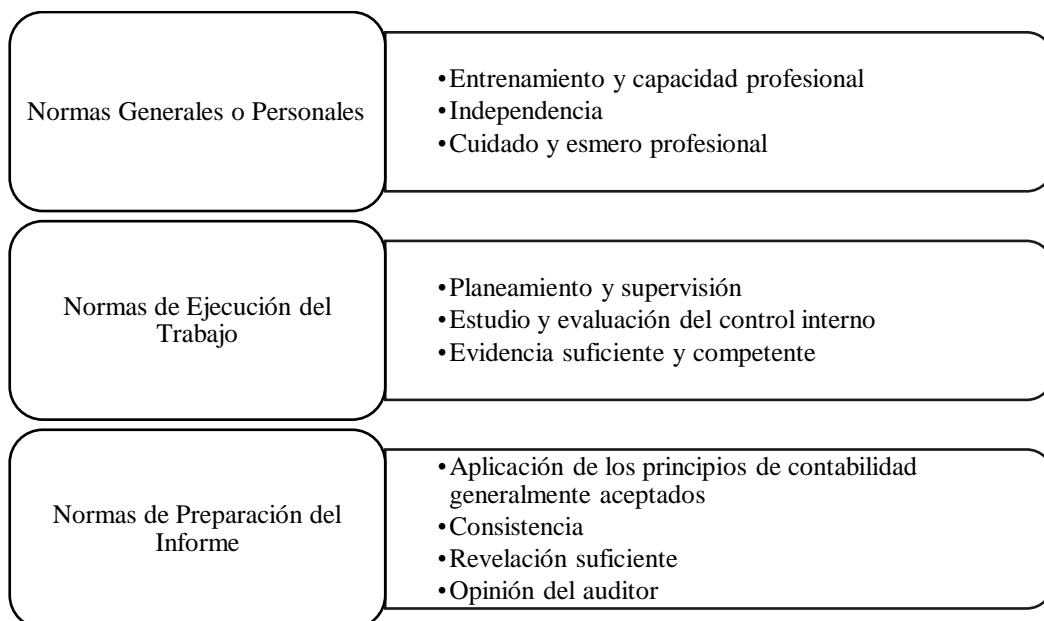 Normas Generales o Personales
•Entrenamiento y capacidad profesional
•Independencia
•Cuidado y esmero profesional
Normas de Ejecución del
Trabajo
•Planeamiento y supervisión
•Estudio y evaluación del control interno
•Evidencia suficiente y competente
Normas de Preparación del
Informe
•Aplicación de los principios de contabilidad
generalmente aceptados
•Consistencia
•Revelación suficiente
•Opinión del auditor